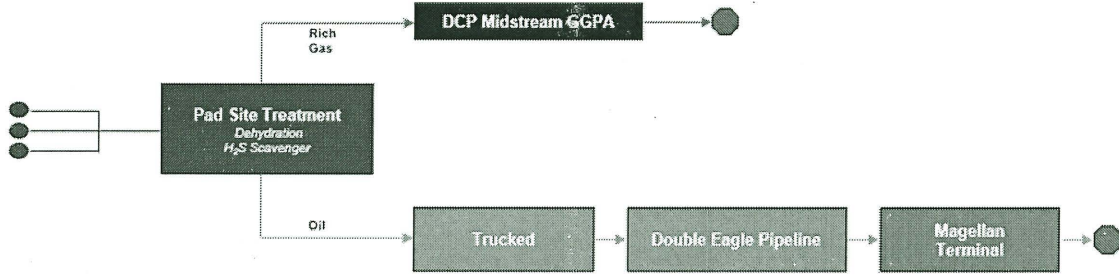 DCP Midstream GGPA
Rich
Gas
Pad Site Treatment
Dehydration
H₂S Scavenger
Oil
Trucked
Double Eagle Pipeline
Magellan
Terminal